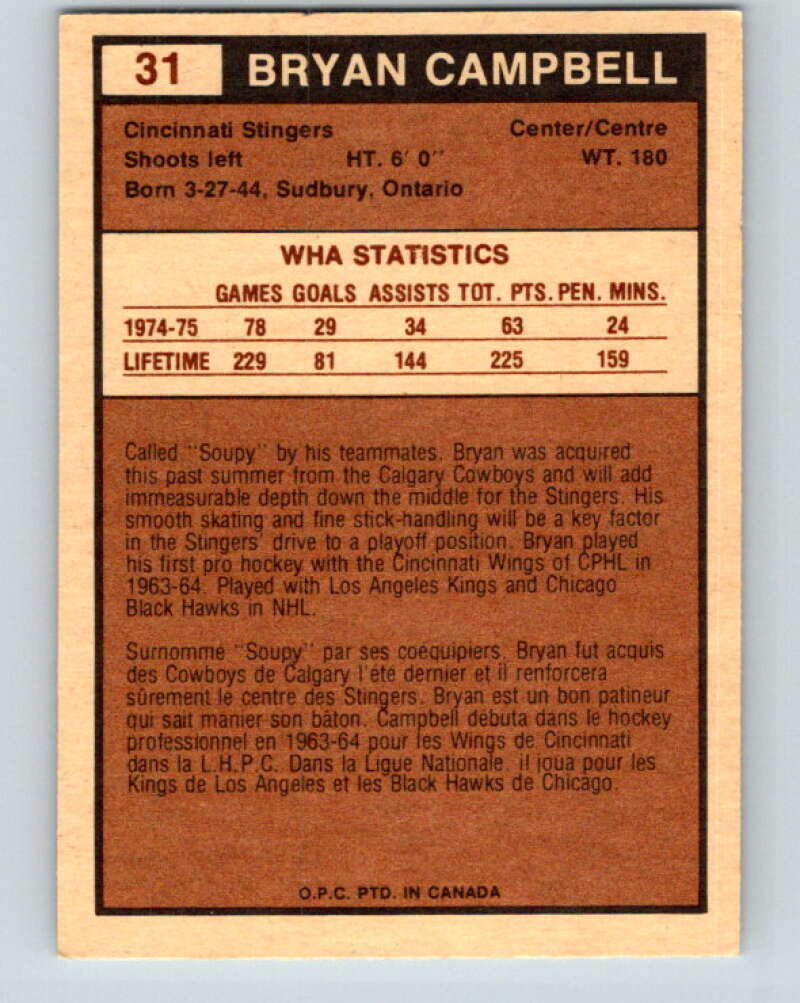 31 BRYAN CAMPBELL
Cincinnati Stingers Center/Centre
Shoots left HT. 6' 0'' WT. 180
Born 3-27-44, Sudbury, Ontario
WHA STATISTICS
GAMES GOALS ASSISTS TOT. PTS. PEN. MINS.
1974-75 78 29 34 63 24
LIFETIME 229 81 144 225 159
Called "Soupy" by his teammates, Bryan was acquired
this past summer from the Calgary Cowboys and will add
immeasurable depth down the middle for the Stingers. His
smooth skating and fine stick-handling will be a key factor
in the Stingers' drive to a playoff position. Bryan played
his first pro hockey with the Cincinnati Wings of CPHL in
1963-64. Played with Los Angeles Kings and Chicago
Black Hawks in NHL.
Surnommé "Soupy" par ses coéquipiers, Bryan fut acquis
des Cowboys de Calgary l'été dernier et il renforcera
sûrement le centre des Stingers. Bryan est un bon patineur
qui sait manier son bâton. Campbell débuta dans le hockey
professionnel en 1963-64 pour les Wings de Cincinnati
dans la L.H.P.C. Dans la Ligue Nationale, il joua pour les
Kings de Los Angeles et les Black Hawks de Chicago.
O.P.C. PTD. IN CANADA